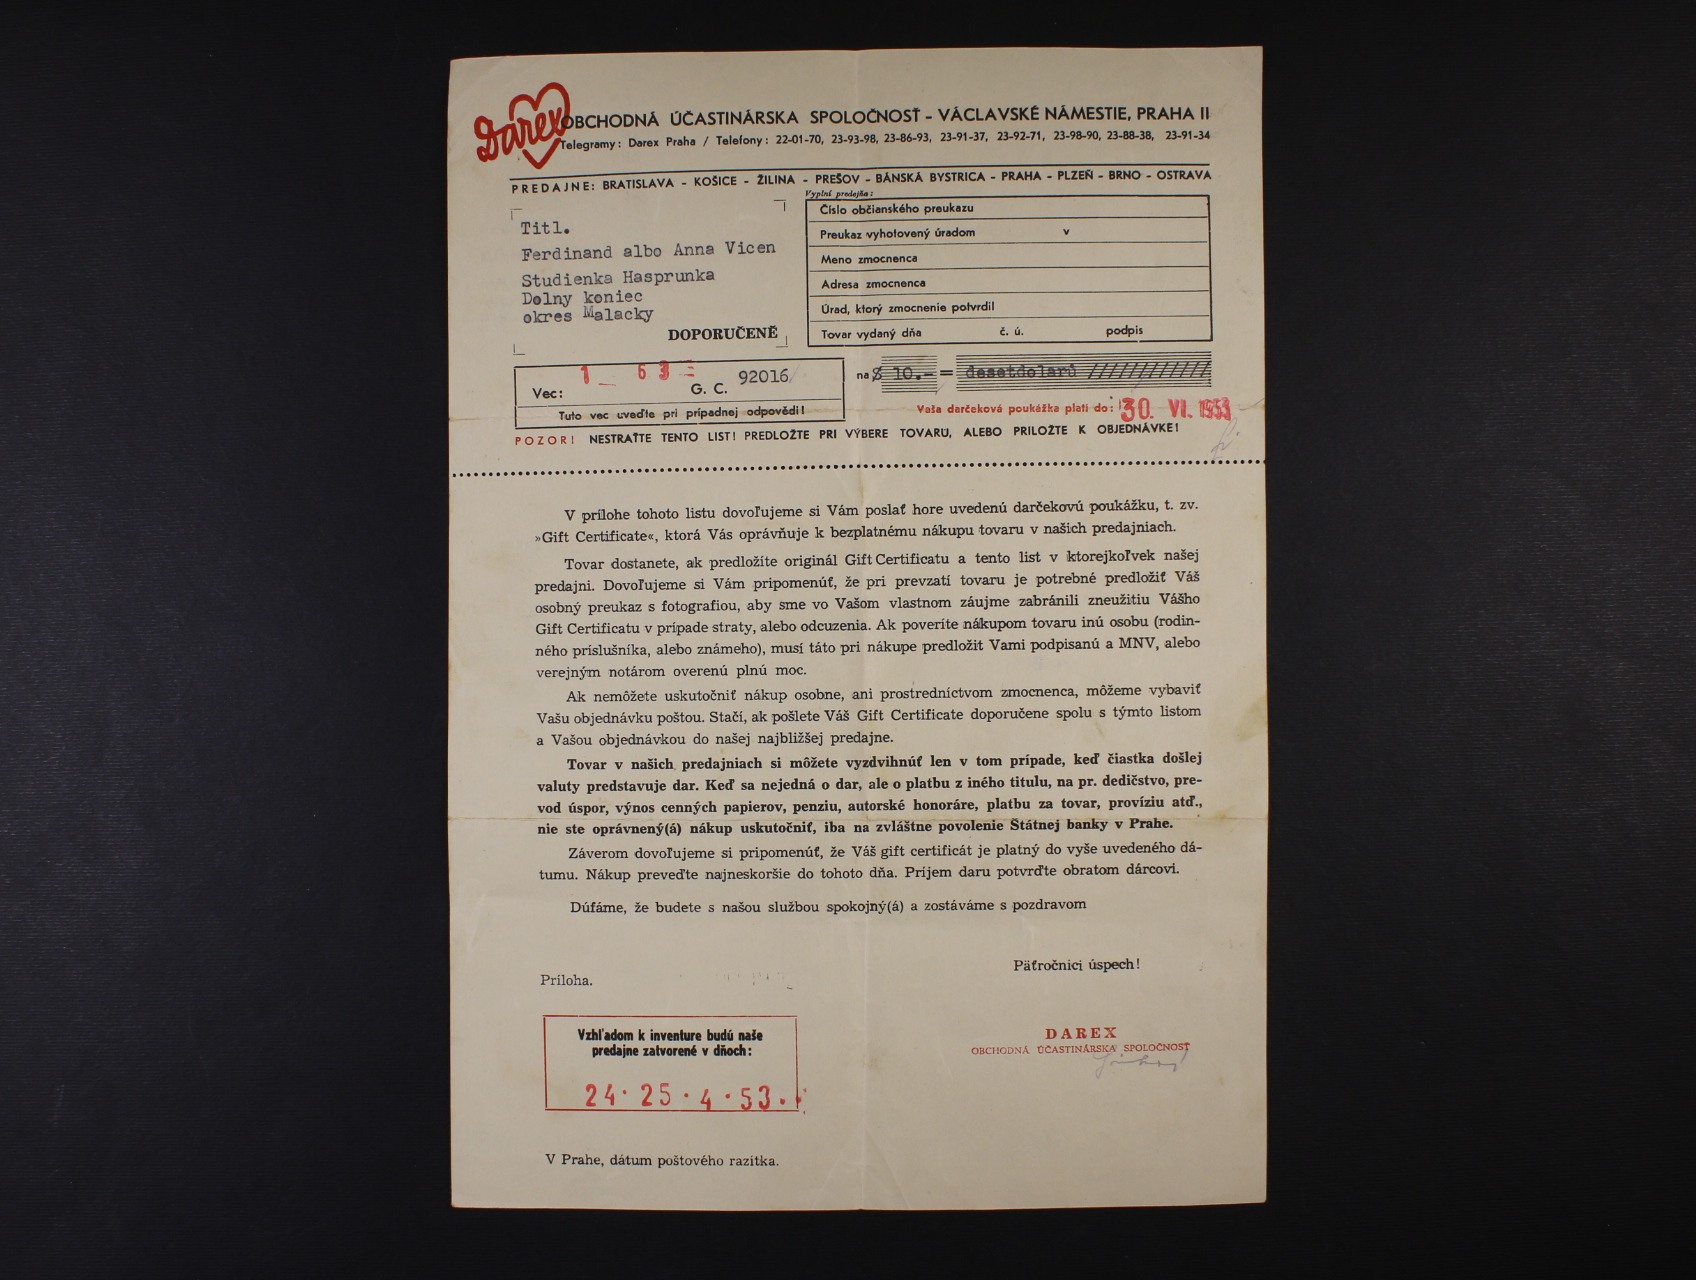 Darex
OBCHODNÁ ÚČASTINÁRSKA SPOLOČNOSŤ - VÁCLAVSKÉ NÁMESTIE, PRAHA II
Telegramy: Darex Praha / Telefony: 22-01-70, 23-93-98, 23-86-93, 23-91-37, 23-92-71, 23-98-90, 23-88-38, 23-91-34
PREDAJNE: BRATISLAVA - KOŠICE - ŽILINA - PREŠOV - BÁNSKÁ BYSTRICA - PRAHA - PLZEŇ - BRNO - OSTRAVA
Titl.
Ferdinand albo Anna Vicen
Studienka Hasprunka
Dolny koniec
okres Malacky
DOPORUČENĚ
Vyplní predajňa:
Číslo občianského preukazu
Preukaz vyhotovený úradom v
Meno zmocnenca
Adresa zmocnenca
Úrad, ktorý zmocnenie potvrdil
Tovar vydaný dňa č. ú. podpis
Vec: 1 63 G. C. 92016
Tuto vec uveďte pri prípadnej odpovědi!
na $ 10.- = desetdolarů ///////////
Vaša darčeková poukážka platí do: 30. VI. 1953
POZOR! NESTRAŤTE TENTO LIST! PREDLOŽTE PRI VÝBERE TOVARU, ALEBO PRILOŽTE K OBJEDNÁVKE!
V prílohe tohoto listu dovoľujeme si Vám poslať hore uvedenú darčekovú poukážku, t. zv.
»Gift Certificate«, ktorá Vás oprávňuje k bezplatnému nákupu tovaru v našich predajniach.
Tovar dostanete, ak predložíte originál Gift Certificatu a tento list v ktorejkoľvek našej
predajni. Dovoľujeme si Vám pripomenúť, že pri prevzatí tovaru je potrebné predložiť Váš
osobný preukaz s fotografiou, aby sme vo Vašom vlastnom záujme zabránili zneužitiu Vášho
Gift Certificatu v prípade straty, alebo odcuzenia. Ak poveríte nákupom tovaru inú osobu (rodin-
ného príslušníka, alebo známeho), musí táto pri nákupe predložit Vami podpisanú a MNV, alebo
verejným notárom overenú plnú moc.
Ak nemôžete uskutočniť nákup osobne, ani prostredníctvom zmocnenca, môžeme vybaviť
Vašu objednávku poštou. Stačí, ak pošlete Váš Gift Certificate doporučene spolu s týmto listom
a Vašou objednávkou do našej najbližšej predajne.
Tovar v našich predajniach si môžete vyzdvihnúť len v tom prípade, keď čiastka došlej
valuty predstavuje dar. Keď sa nejedná o dar, ale o platbu z iného titulu, na pr. dedičstvo, pre-
vod úspor, výnos cenných papierov, penziu, autorské honoráre, platbu za tovar, províziu atď.,
nie ste oprávnený(á) nákup uskutočniť, iba na zvláštne povolenie Štátnej banky v Prahe.
Záverom dovoľujeme si pripomenúť, že Váš gift certificát je platný do vyše uvedeného dá-
tumu. Nákup preveďte najneskoršie do tohoto dňa. Príjem daru potvrďte obratom dárcovi.
Dúfáme, že budete s našou službou spokojný(á) a zostáváme s pozdravom
Päťročnici úspech!
Príloha.
DAREX
OBCHODNÁ ÚČASTINÁRSKA SPOLOČNOSŤ
Vzhľadom k inventure budú naše
predajne zatvorené v dňoch:
24. 25. 4. 53.
V Prahe, dátum poštového razítka.